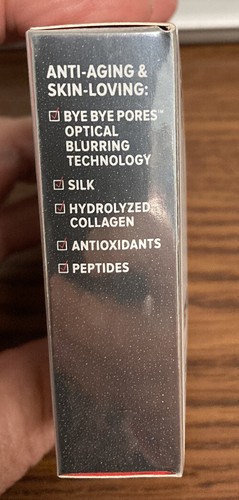 ANTI-AGING &
SKIN-LOVING:
☑ BYE BYE PORES™
OPTICAL
BLURRING
TECHNOLOGY
☑ SILK
☑ HYDROLYZED
COLLAGEN
☑ ANTIOXIDANTS
☑ PEPTIDES